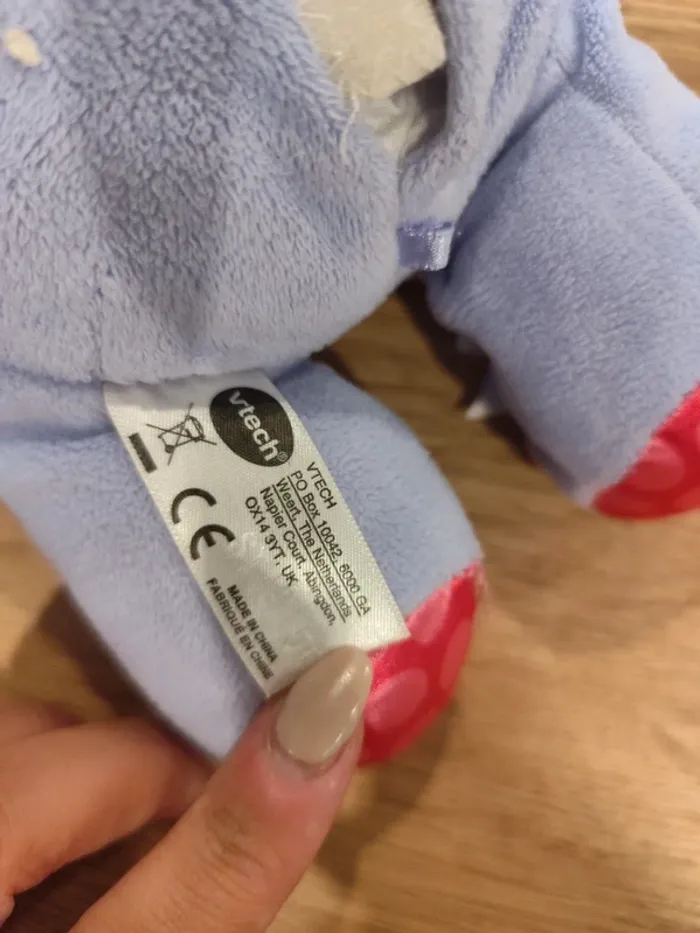 vtech®
VTECH
PO Box 10042, 6000 GA
Weert, The Netherlands
Napier Court, Abingdon,
OX14 3YT, UK
CE
MADE IN CHINA
FABRIQUÉ EN CHINE